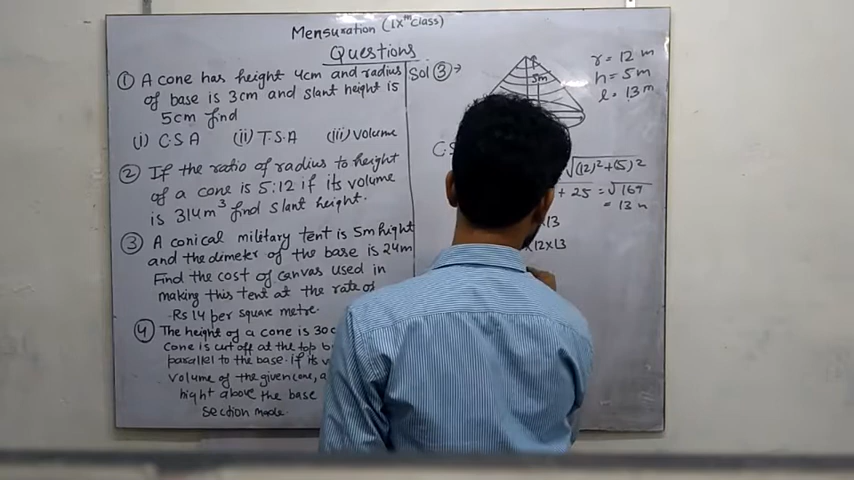 Mensuration (IXth class)
Questions
① A cone has height 4cm and radius
of base is 3cm and slant height is
5cm find
(i) C.S.A (ii) T.S.A (iii) volume
② If the ratio of radius to height
of a cone is 5:12 if its volume
is 314m³ find slant height.
③ A conical military tent is 5m hight
and the dimeter of the base is 24m
Find the cost of canvas used in
making this tent at the rate of
Rs 14 per square metre.
④ The height of a cone is 30
cone is cut off at the top
parallel to the base. if its
volume of the given cone,
hight above the base
section made.
Sol ③→
5m
r = 12 m
h = 5m
l = 13m
C.S
√(12)²+(5)²
+ 25 = √169
= 13 m
×13
×12×13